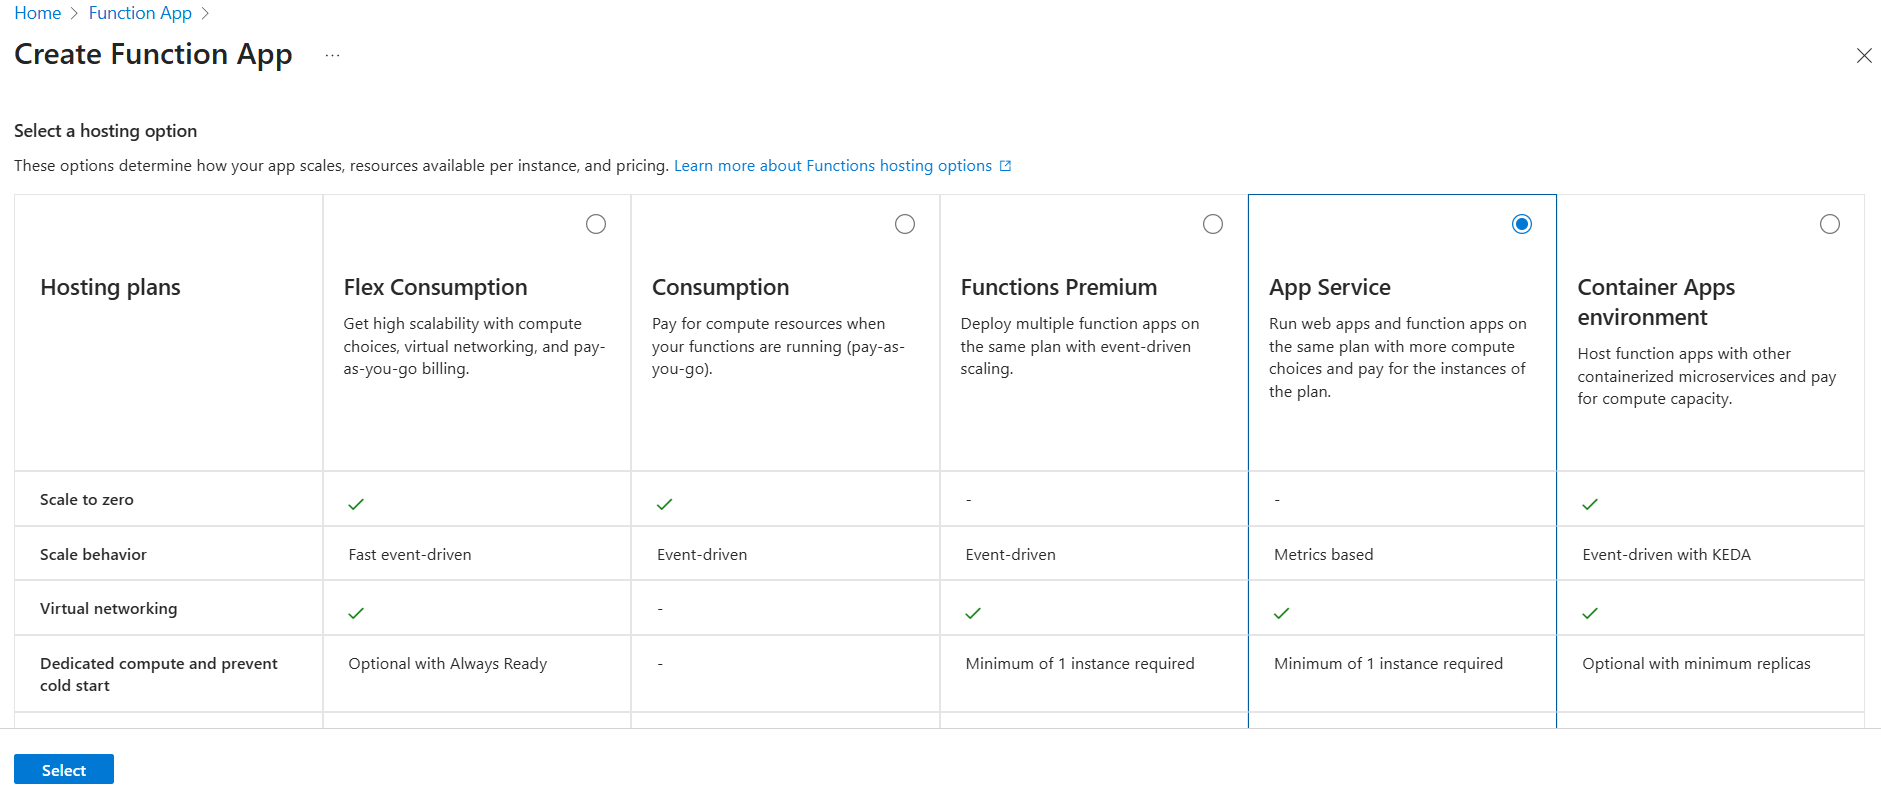 Home > Function App >
Create Function App ...
Select a hosting option
These options determine how your app scales, resources available per instance, and pricing. Learn more about Functions hosting options
Hosting plans
Flex Consumption
Get high scalability with compute
choices, virtual networking, and pay-
as-you-go billing.
Consumption
Pay for compute resources when
your functions are running (pay-as-
you-go).
Functions Premium
Deploy multiple function apps on
the same plan with event-driven
scaling.
App Service
Run web apps and function apps on
the same plan with more compute
choices and pay for the instances of
the plan.
Container Apps
environment
Host function apps with other
containerized microservices and pay
for compute capacity.
Scale to zero ✓ ✓ - - ✓
Scale behavior Fast event-driven Event-driven Event-driven Metrics based Event-driven with KEDA
Virtual networking ✓ - ✓ ✓ ✓
Dedicated compute and prevent
cold start
Optional with Always Ready - Minimum of 1 instance required Minimum of 1 instance required Optional with minimum replicas
Select